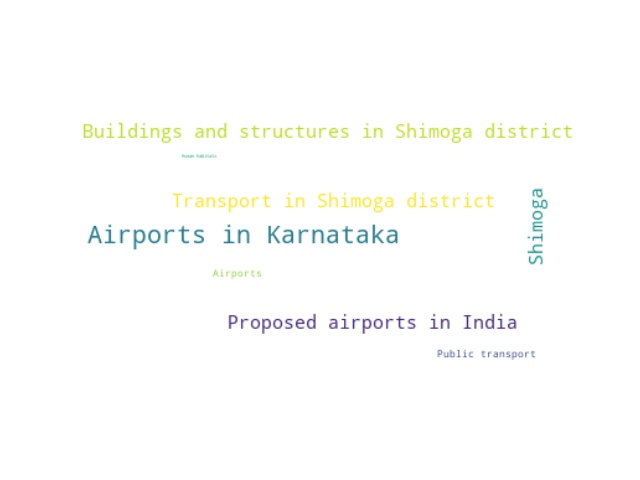 Buildings and structures in Shimoga district
Human habitats
Transport in Shimoga district
Shimoga
Airports in Karnataka
Airports
Proposed airports in India
Public transport